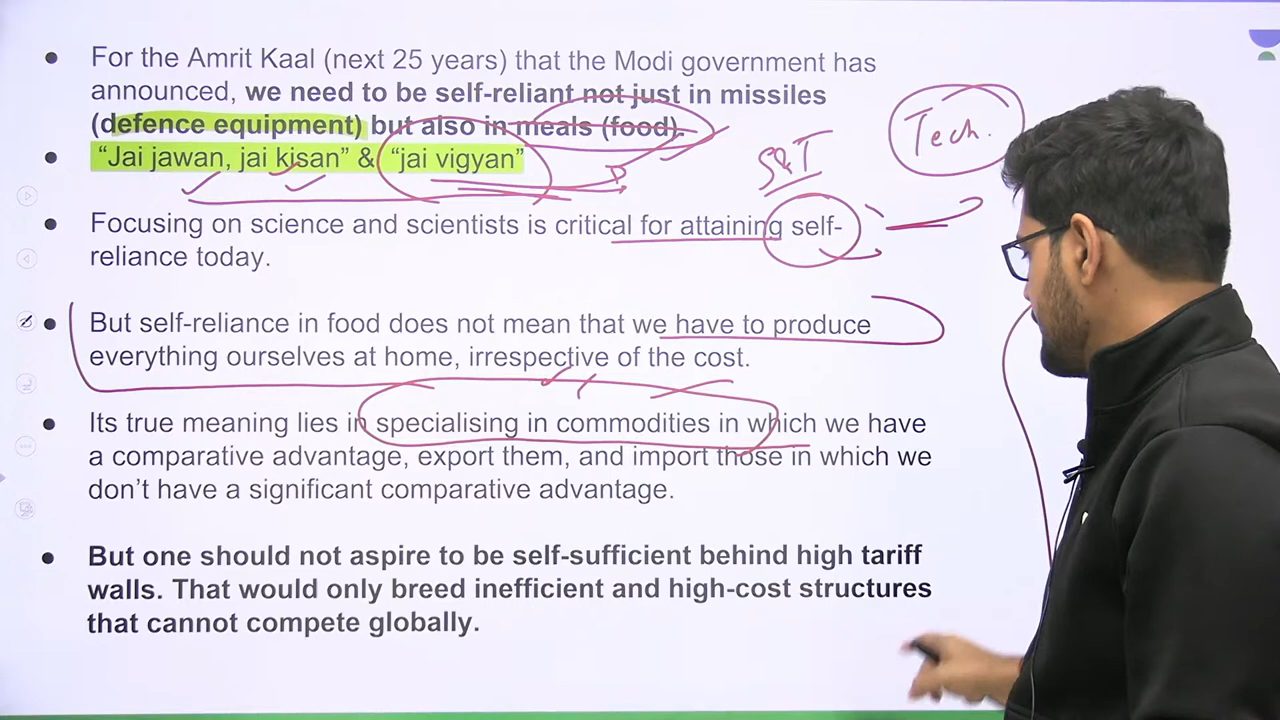 For the Amrit Kaal (next 25 years) that the Modi government has
announced, we need to be self-reliant not just in missiles
(defence equipment) but also in meals (food).
"Jai jawan, jai kisan" & "jai vigyan"
S&T
Tech.
Focusing on science and scientists is critical for attaining self-
reliance today.
But self-reliance in food does not mean that we have to produce
everything ourselves at home, irrespective of the cost.
Its true meaning lies in specialising in commodities in which we have
a comparative advantage, export them, and import those in which we
don't have a significant comparative advantage.
But one should not aspire to be self-sufficient behind high tariff
walls. That would only breed inefficient and high-cost structures
that cannot compete globally.